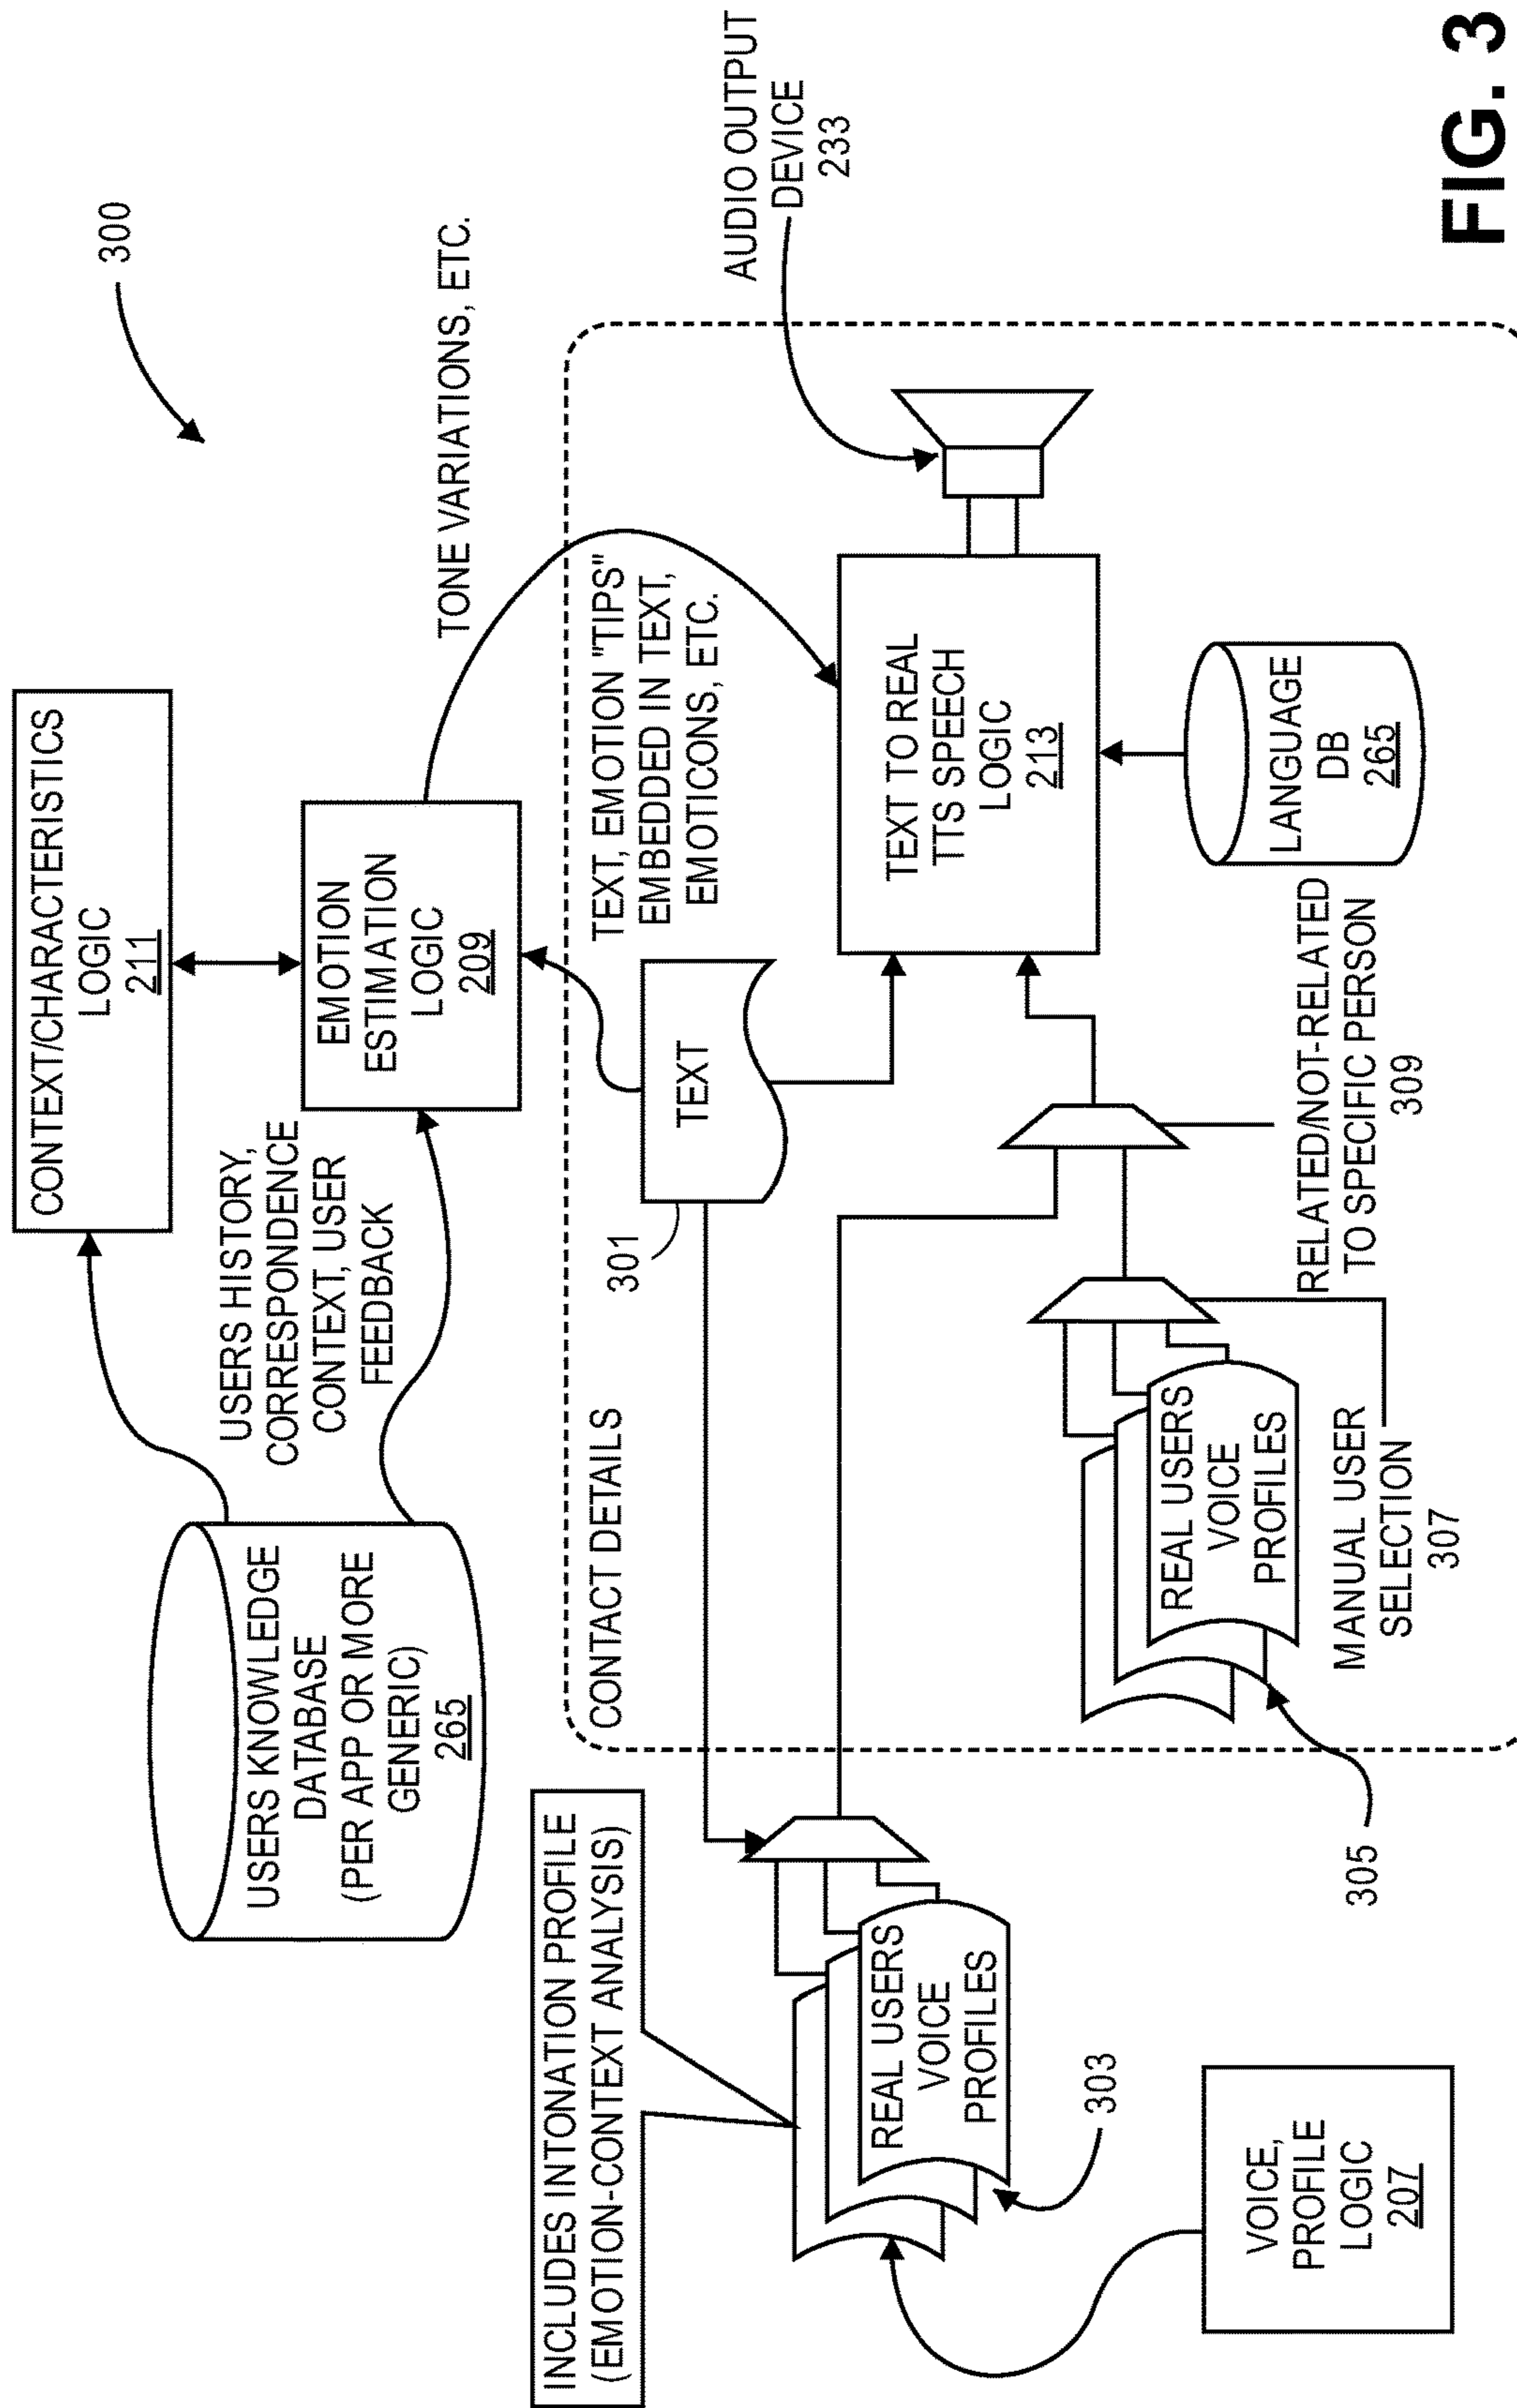 300
CONTEXT/CHARACTERISTICS
LOGIC
211
USERS KNOWLEDGE
DATABASE
(PER APP OR MORE
GENERIC)
265
USERS HISTORY,
CORRESPONDENCE
CONTEXT, USER
FEEDBACK
EMOTION
ESTIMATION
LOGIC
209
TONE VARIATIONS, ETC.
INCLUDES INTONATION PROFILE
(EMOTION-CONTEXT ANALYSIS)
CONTACT DETAILS
301
TEXT
TEXT, EMOTION "TIPS"
EMBEDDED IN TEXT,
EMOTICONS, ETC.
AUDIO OUTPUT
DEVICE
233
REAL USERS
VOICE
PROFILES
303
TEXT TO REAL
TTS SPEECH
LOGIC
213
VOICE,
PROFILE
LOGIC
207
REAL USERS
VOICE
PROFILES
305
MANUAL USER
SELECTION
307
RELATED/NOT-RELATED
TO SPECIFIC PERSON
309
LANGUAGE
DB
265
FIG. 3